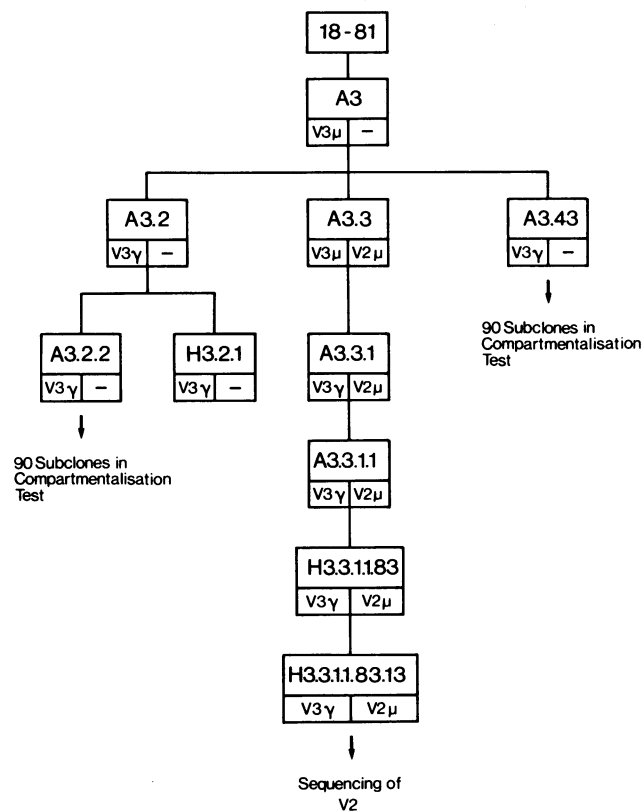 18-81
A3
V3μ –
A3.2 A3.3 A3.43
V3γ – V3μ V2μ V3γ –
A3.2.2 H3.2.1 A3.3.1
V3γ – V3γ – V3γ V2μ
90 Subclones in
Compartmentalisation
Test
90 Subclones in
Compartmentalisation
Test
A3.3.1.1
V3γ V2μ
H3.3.1.1.83
V3γ V2μ
H3.3.1.1.83.13
V3γ V2μ
Sequencing of
V2